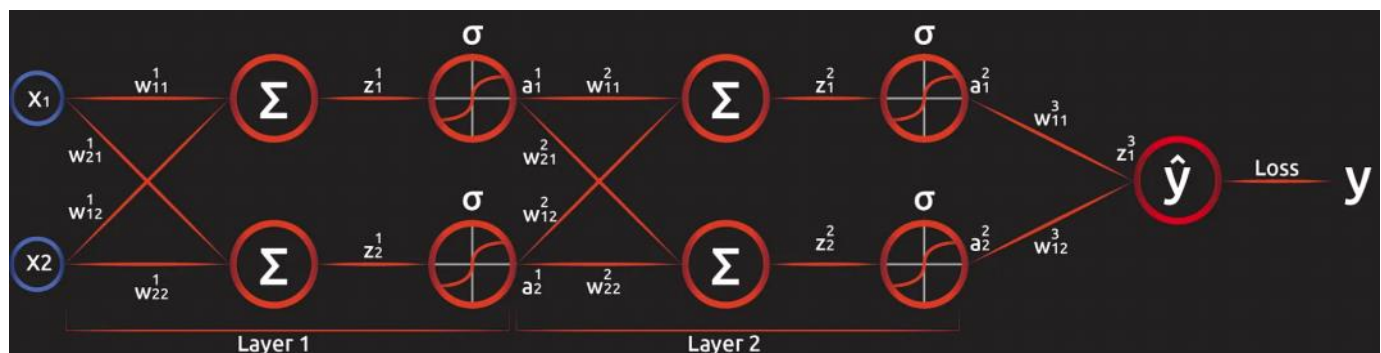 σ σ
X₁ w¹₁₁ Σ z¹₁ a¹₁ w²₁₁ Σ z²₁ a²₁
w³₁₁
w¹₂₁ w²₂₁ z³₁ ŷ Loss y
w¹₁₂ σ w²₁₂ σ
w³₁₂
X2 w¹₂₂ Σ z¹₂ a¹₂ w²₂₂ Σ z²₂ a²₂
Layer 1 Layer 2